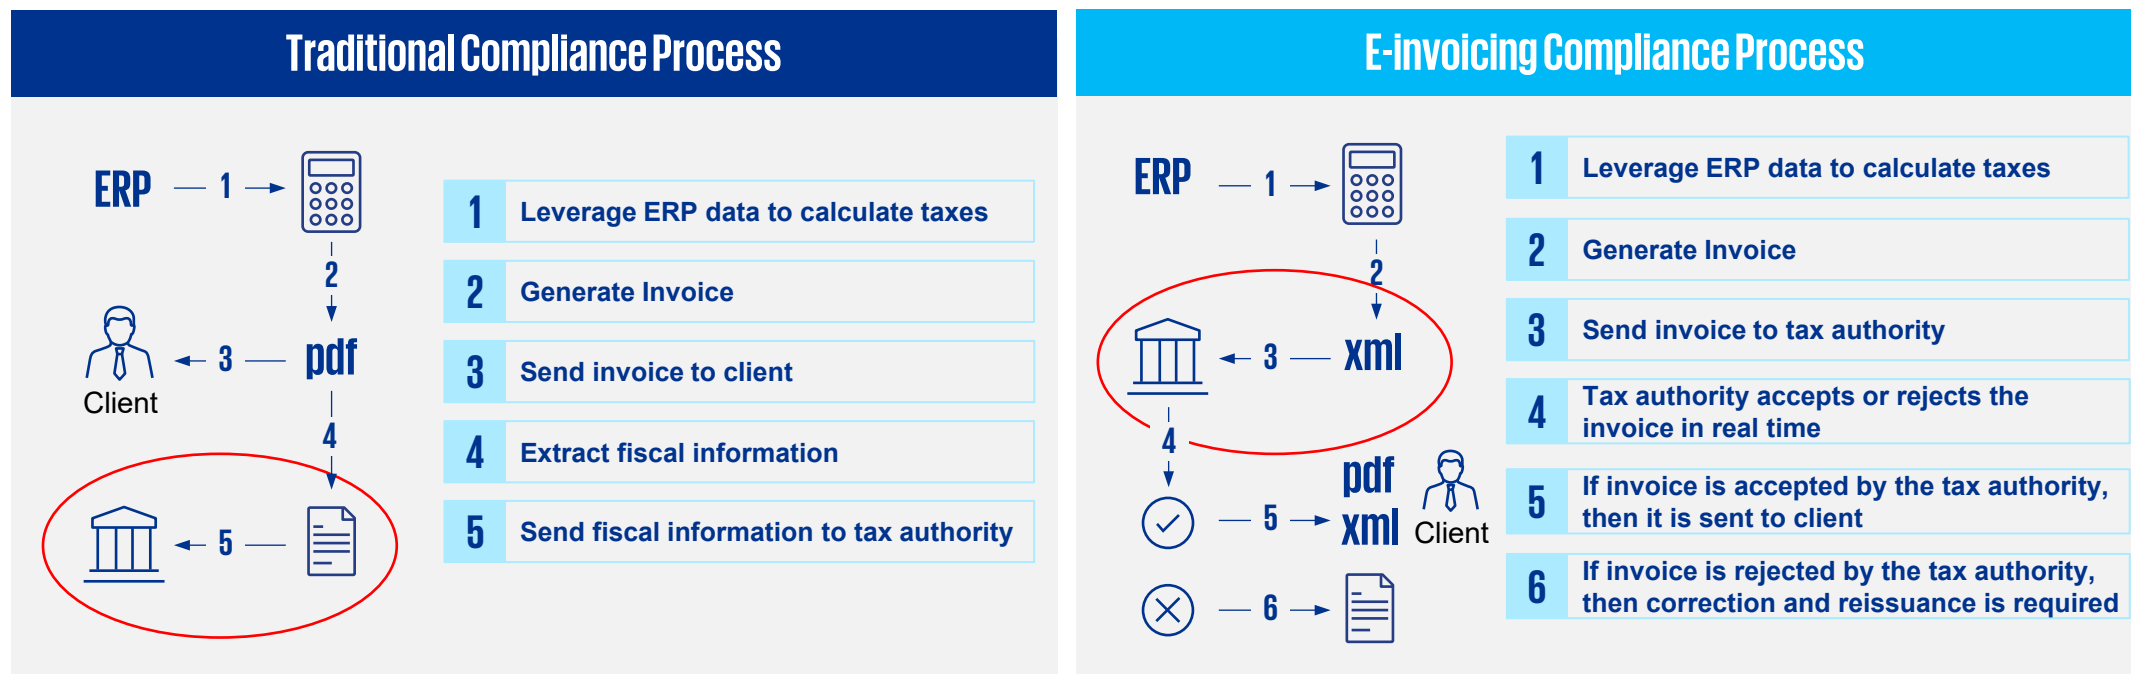 Traditional Compliance Process
ERP
1
2
Client
3
pdf
4
5
1 Leverage ERP data to calculate taxes
2 Generate Invoice
3 Send invoice to client
4 Extract fiscal information
5 Send fiscal information to tax authority
E-invoicing Compliance Process
ERP
1
2
3
xml
4
5
pdf
xml
Client
6
1 Leverage ERP data to calculate taxes
2 Generate Invoice
3 Send invoice to tax authority
4 Tax authority accepts or rejects the
invoice in real time
5 If invoice is accepted by the tax authority,
then it is sent to client
6 If invoice is rejected by the tax authority,
then correction and reissuance is required